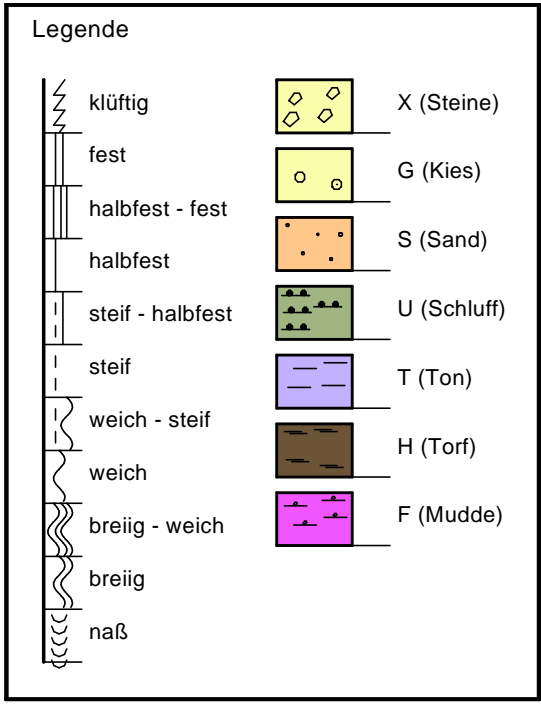 Legende
klüftig
fest
halbfest - fest
halbfest
steif - halbfest
steif
weich - steif
weich
breiig - weich
breiig
naß
X (Steine)
G (Kies)
S (Sand)
U (Schluff)
T (Ton)
H (Torf)
F (Mudde)